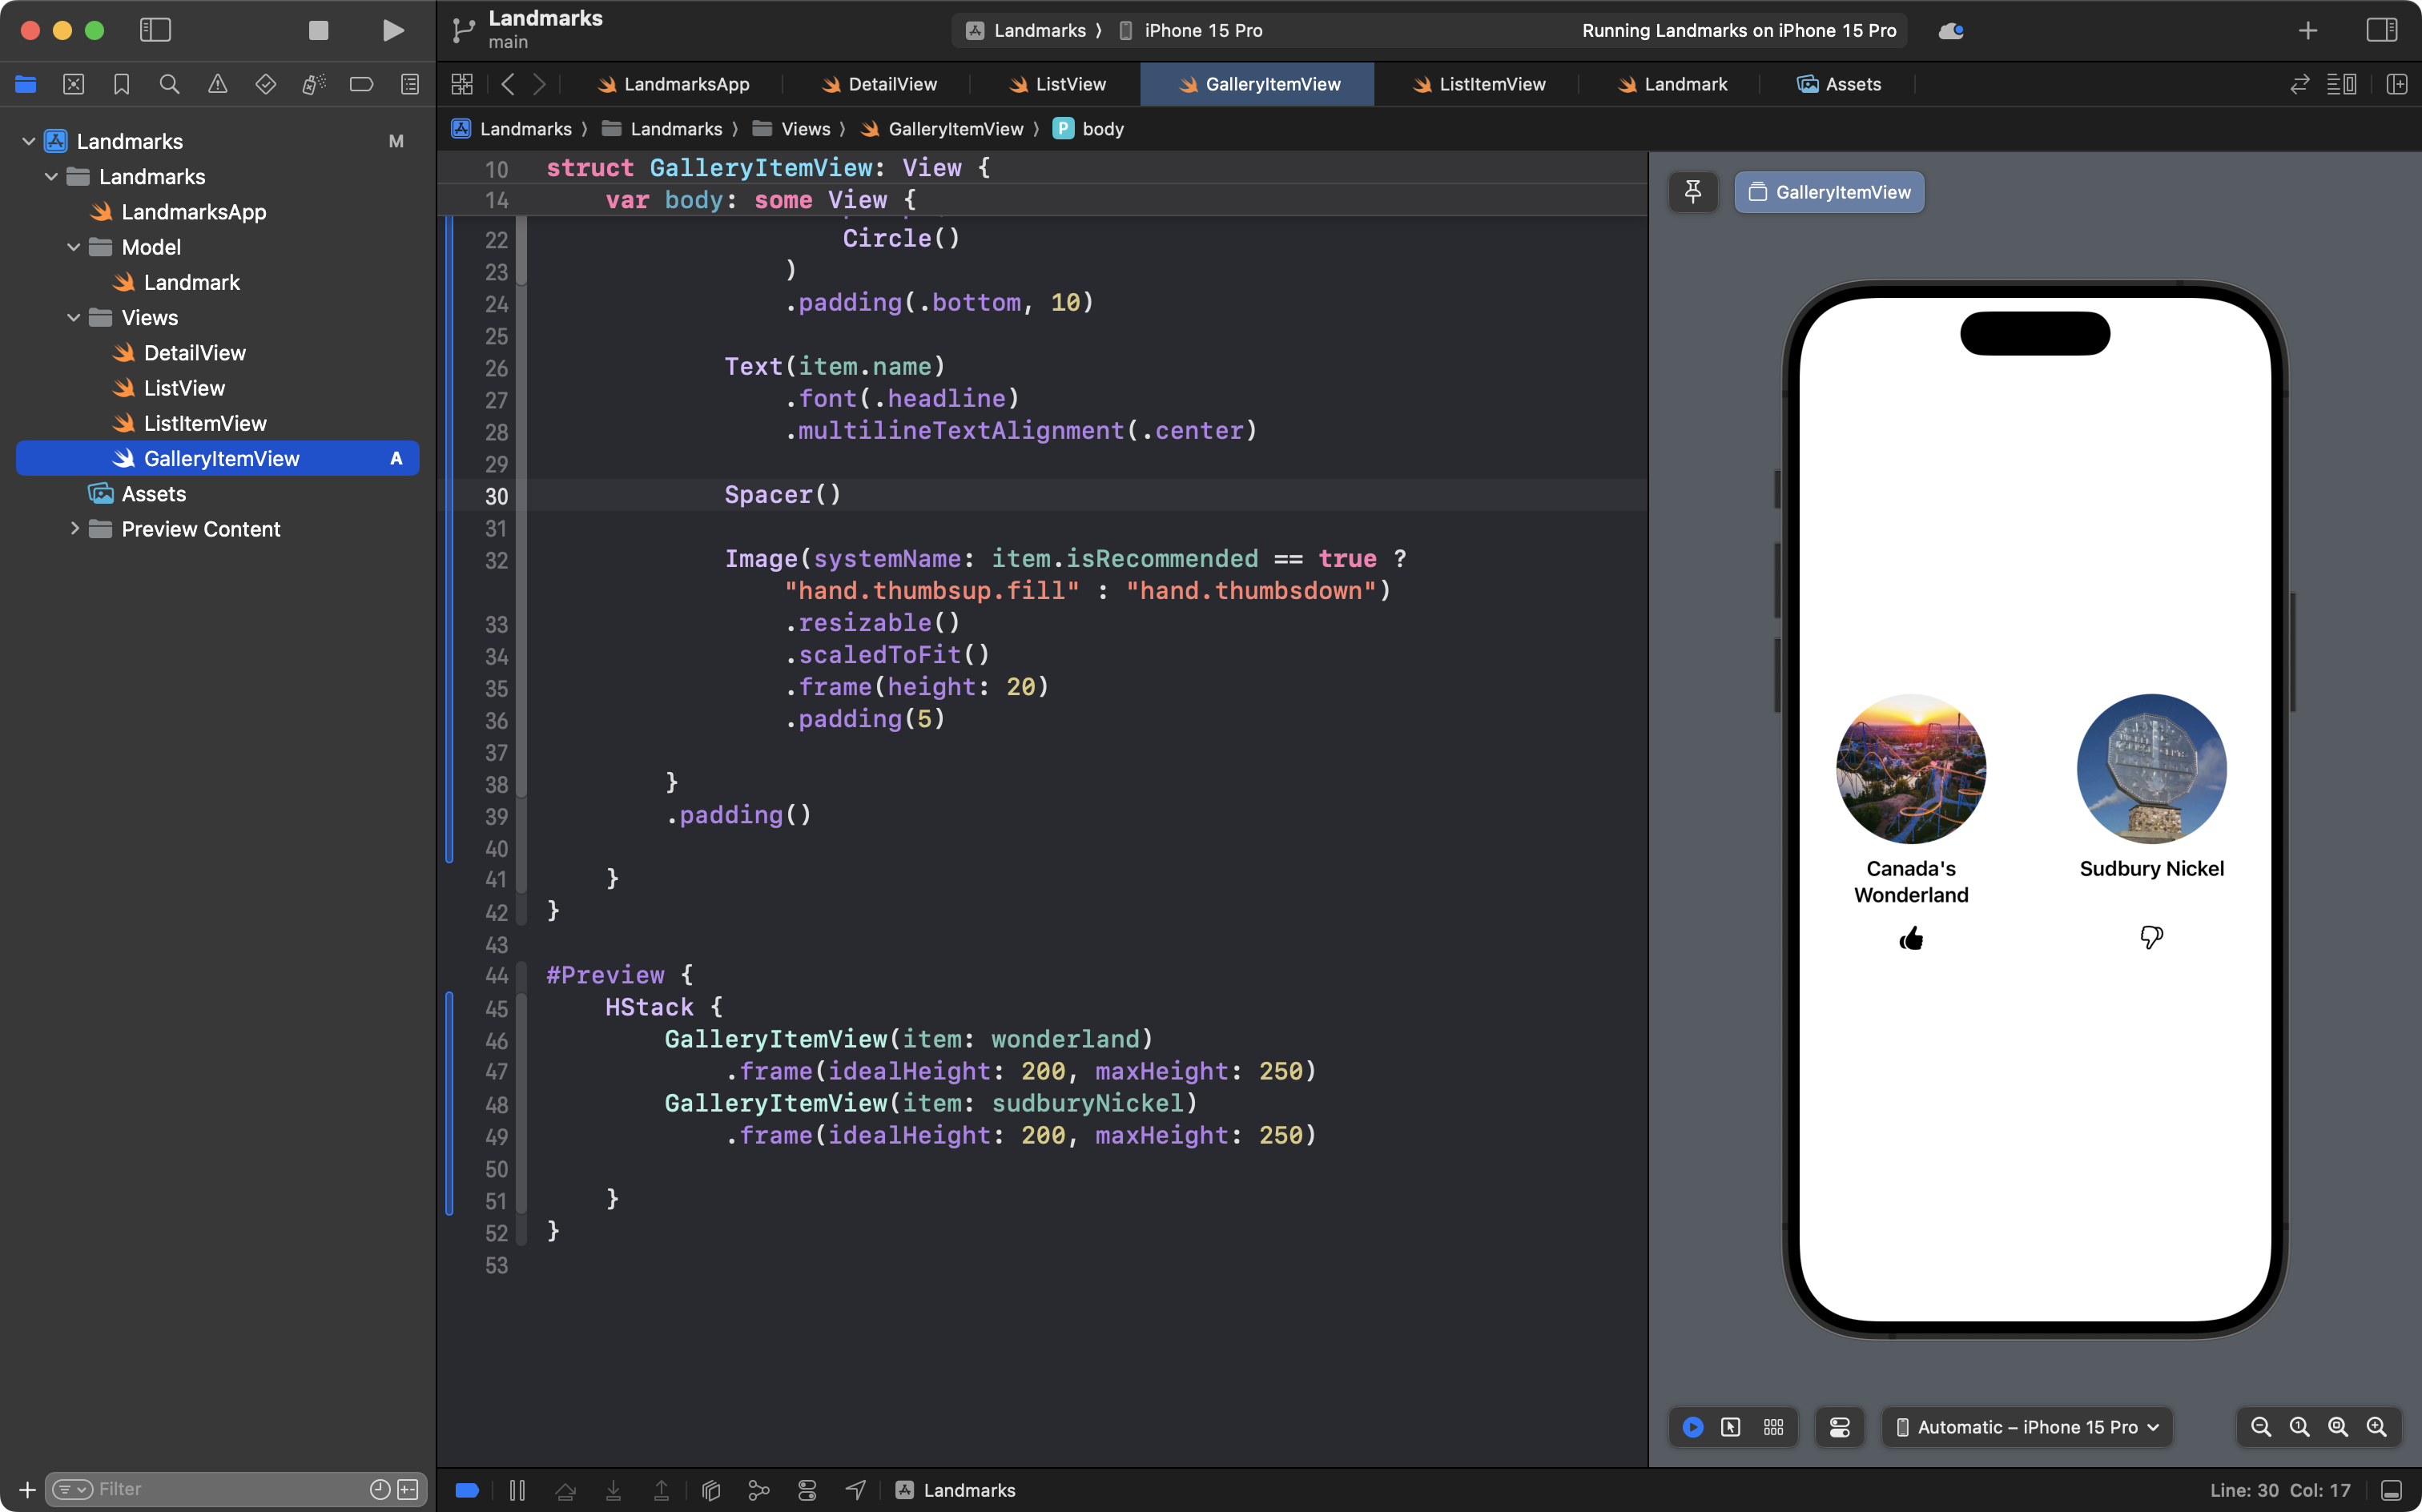 Landmarks
main
Landmarks 〉 iPhone 15 Pro
Running Landmarks on iPhone 15 Pro
LandmarksApp
DetailView
ListView
GalleryItemView
ListItemView
Landmark
Assets
Landmarks 〉 Landmarks 〉 Views 〉 GalleryItemView 〉 P body
Landmarks M
Landmarks
LandmarksApp
Model
Landmark
Views
DetailView
ListView
ListItemView
GalleryItemView A
Assets
Preview Content
Filter
10 struct GalleryItemView: View {
14 var body: some View {
22 Circle()
23 )
24 .padding(.bottom, 10)
25
26 Text(item.name)
27 .font(.headline)
28 .multilineTextAlignment(.center)
29
30 Spacer()
31
32 Image(systemName: item.isRecommended == true ?
"hand.thumbsup.fill" : "hand.thumbsdown")
33 .resizable()
34 .scaledToFit()
35 .frame(height: 20)
36 .padding(5)
37
38 }
39 .padding()
40
41 }
42 }
43
44 #Preview {
45 HStack {
46 GalleryItemView(item: wonderland)
47 .frame(idealHeight: 200, maxHeight: 250)
48 GalleryItemView(item: sudburyNickel)
49 .frame(idealHeight: 200, maxHeight: 250)
50
51 }
52 }
53
GalleryItemView
Canada's
Wonderland
Sudbury Nickel
Automatic – iPhone 15 Pro
Landmarks
Line: 30 Col: 17